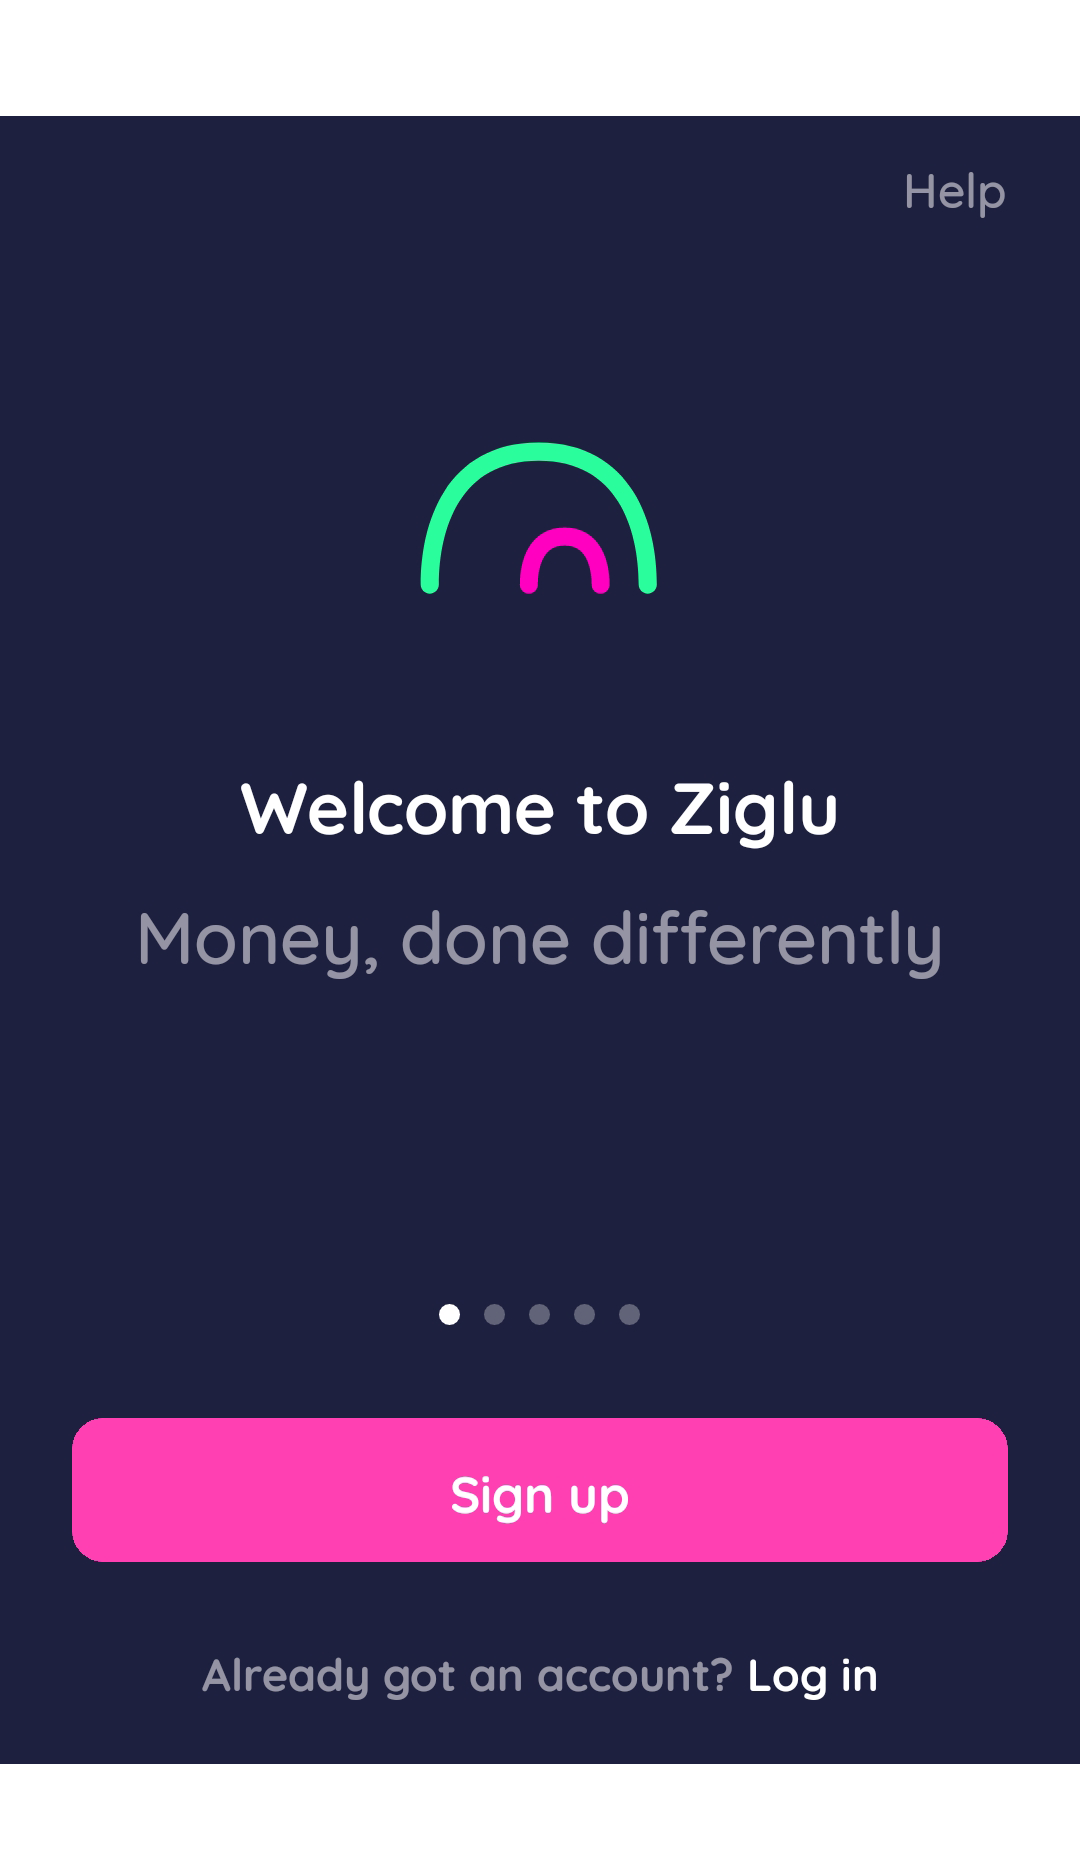 Help
Welcome to Ziglu
Money, done differently
Sign up
Already got an account? Log in